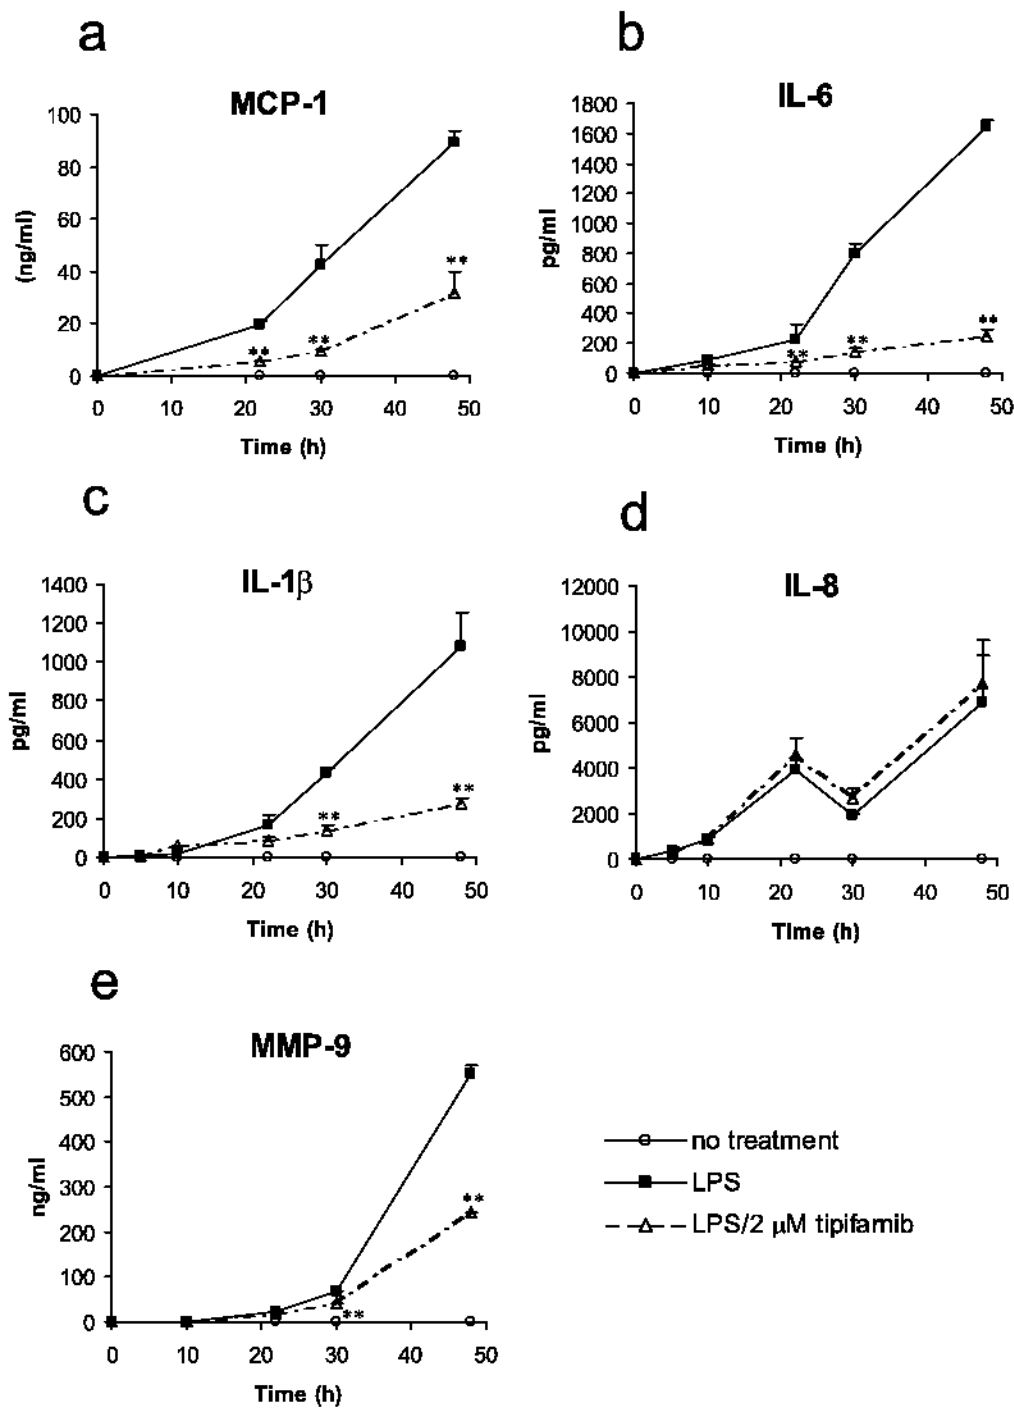 a
MCP-1
100
80
60
40
20
0
(ng/ml)
**
**
**
0 10 20 30 40 50
Time (h)
b
IL-6
1800
1600
1400
1200
1000
800
600
400
200
0
pg/ml
**
**
**
0 10 20 30 40 50
Time (h)
c
IL-1β
1400
1200
1000
800
600
400
200
0
pg/ml
**
**
0 10 20 30 40 50
Time (h)
d
IL-8
12000
10000
8000
6000
4000
2000
0
pg/ml
0 10 20 30 40 50
Time (h)
e
MMP-9
600
500
400
300
200
100
0
ng/ml
**
**
0 10 20 30 40 50
Time (h)
no treatment
LPS
LPS/2 µM tipifarnib